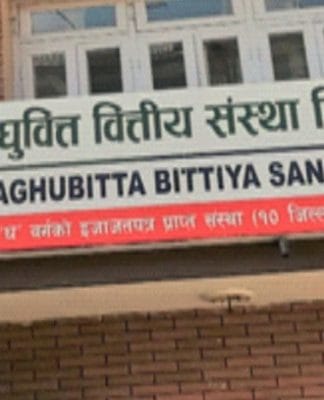 घुवित्त वित्तीय संस्था
AGHUBITTA BITTIYA SAN
'घ' वर्गको इजाजतपत्र प्राप्त संस्था (१० जिल्ल